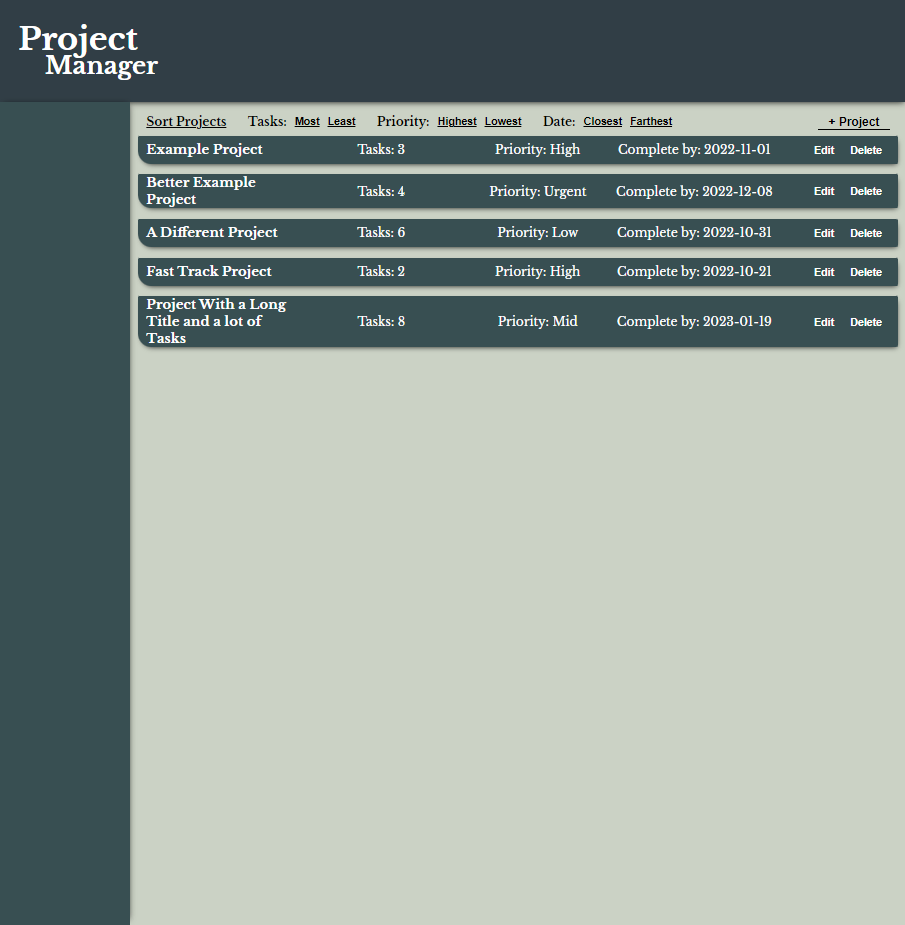 Project
Manager
Sort Projects Tasks: Most Least Priority: Highest Lowest Date: Closest Farthest + Project
Example Project Tasks: 3 Priority: High Complete by: 2022-11-01 Edit Delete
Better Example
Project Tasks: 4 Priority: Urgent Complete by: 2022-12-08 Edit Delete
A Different Project Tasks: 6 Priority: Low Complete by: 2022-10-31 Edit Delete
Fast Track Project Tasks: 2 Priority: High Complete by: 2022-10-21 Edit Delete
Project With a Long
Title and a lot of
Tasks Tasks: 8 Priority: Mid Complete by: 2023-01-19 Edit Delete